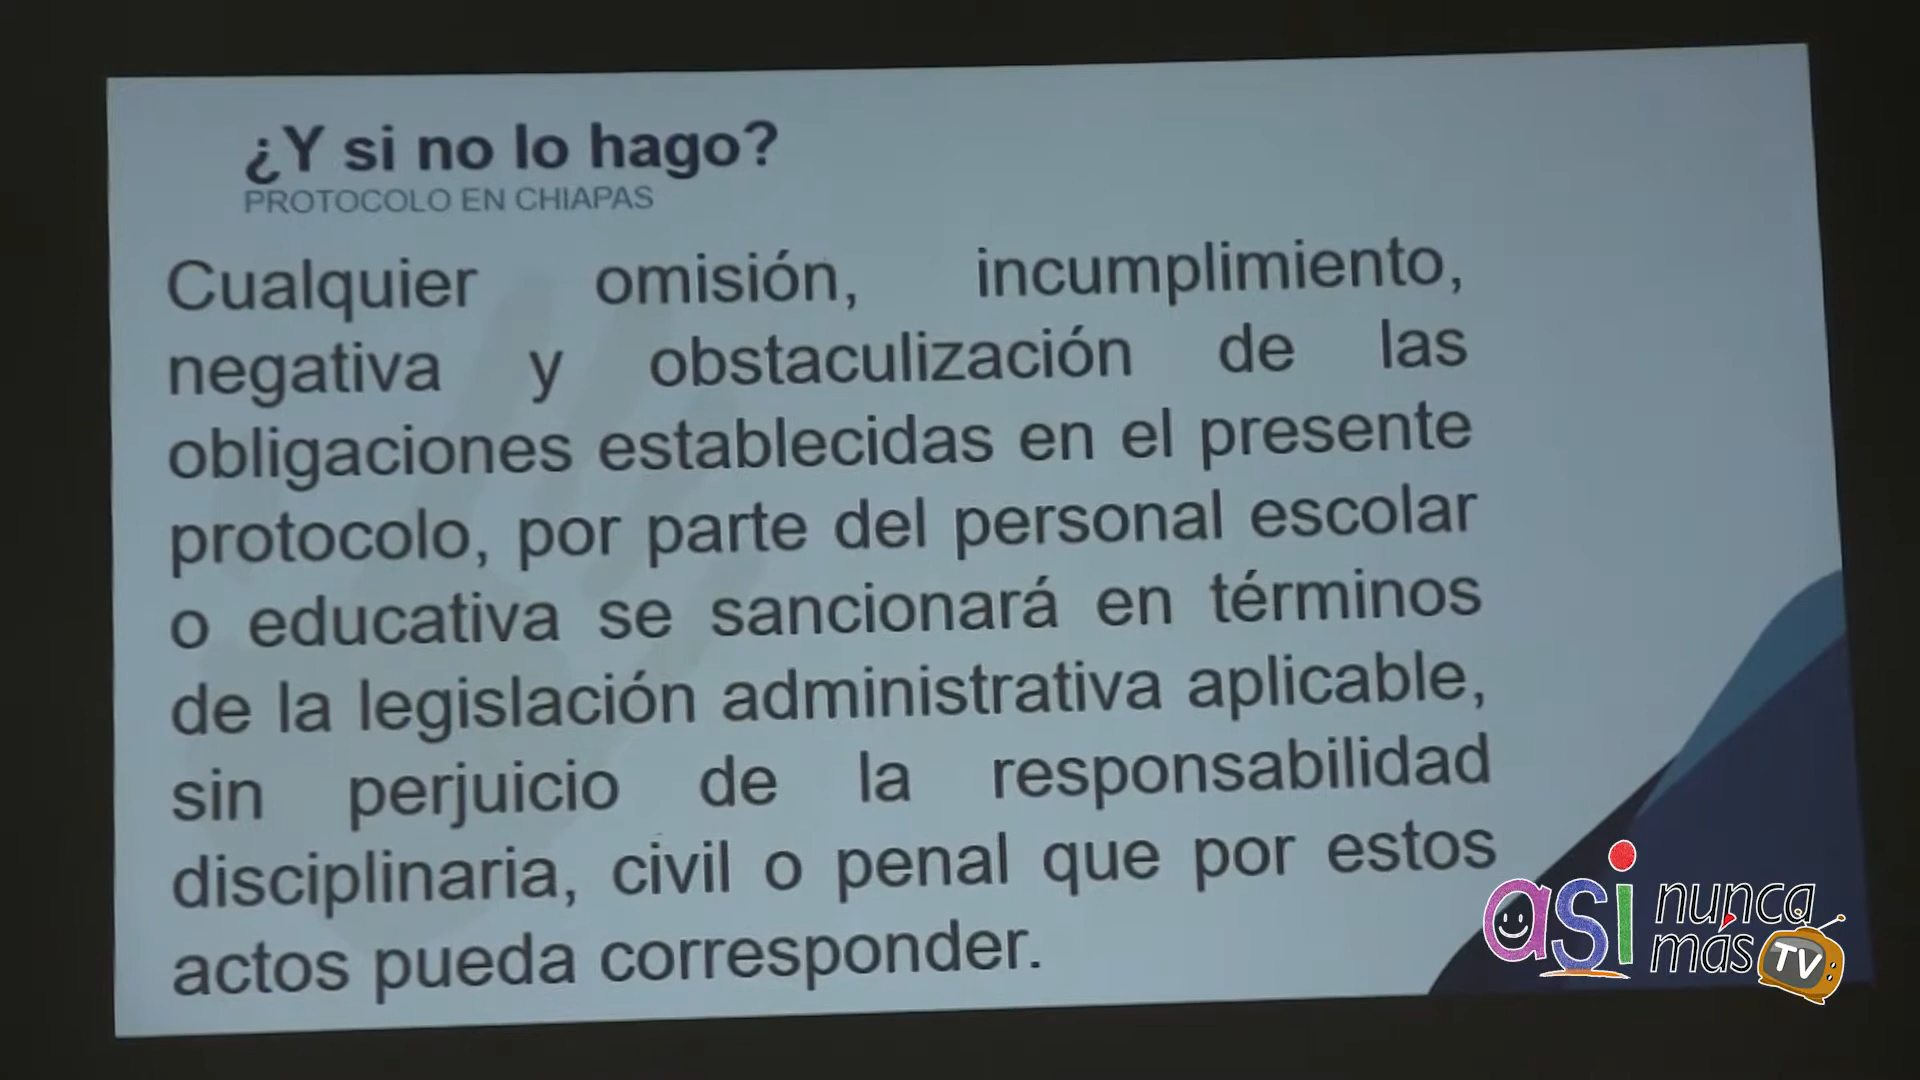 ¿Y si no lo hago?
PROTOCOLO EN CHIAPAS
Cualquier omisión, incumplimiento,
negativa y obstaculización de las
obligaciones establecidas en el presente
protocolo, por parte del personal escolar
o educativa se sancionará en términos
de la legislación administrativa aplicable,
sin perjuicio de la responsabilidad
disciplinaria, civil o penal que por estos
actos pueda corresponder.
asi nunca
más TV